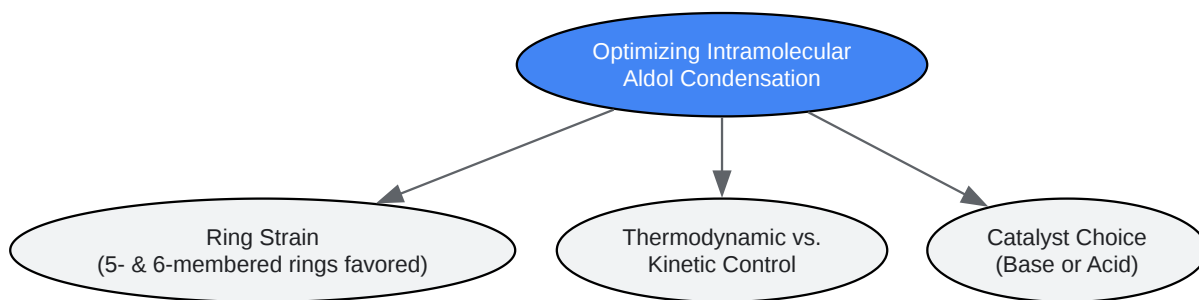 Optimizing Intramolecular
Aldol Condensation
Ring Strain
(5- & 6-membered rings favored)
Thermodynamic vs.
Kinetic Control
Catalyst Choice
(Base or Acid)